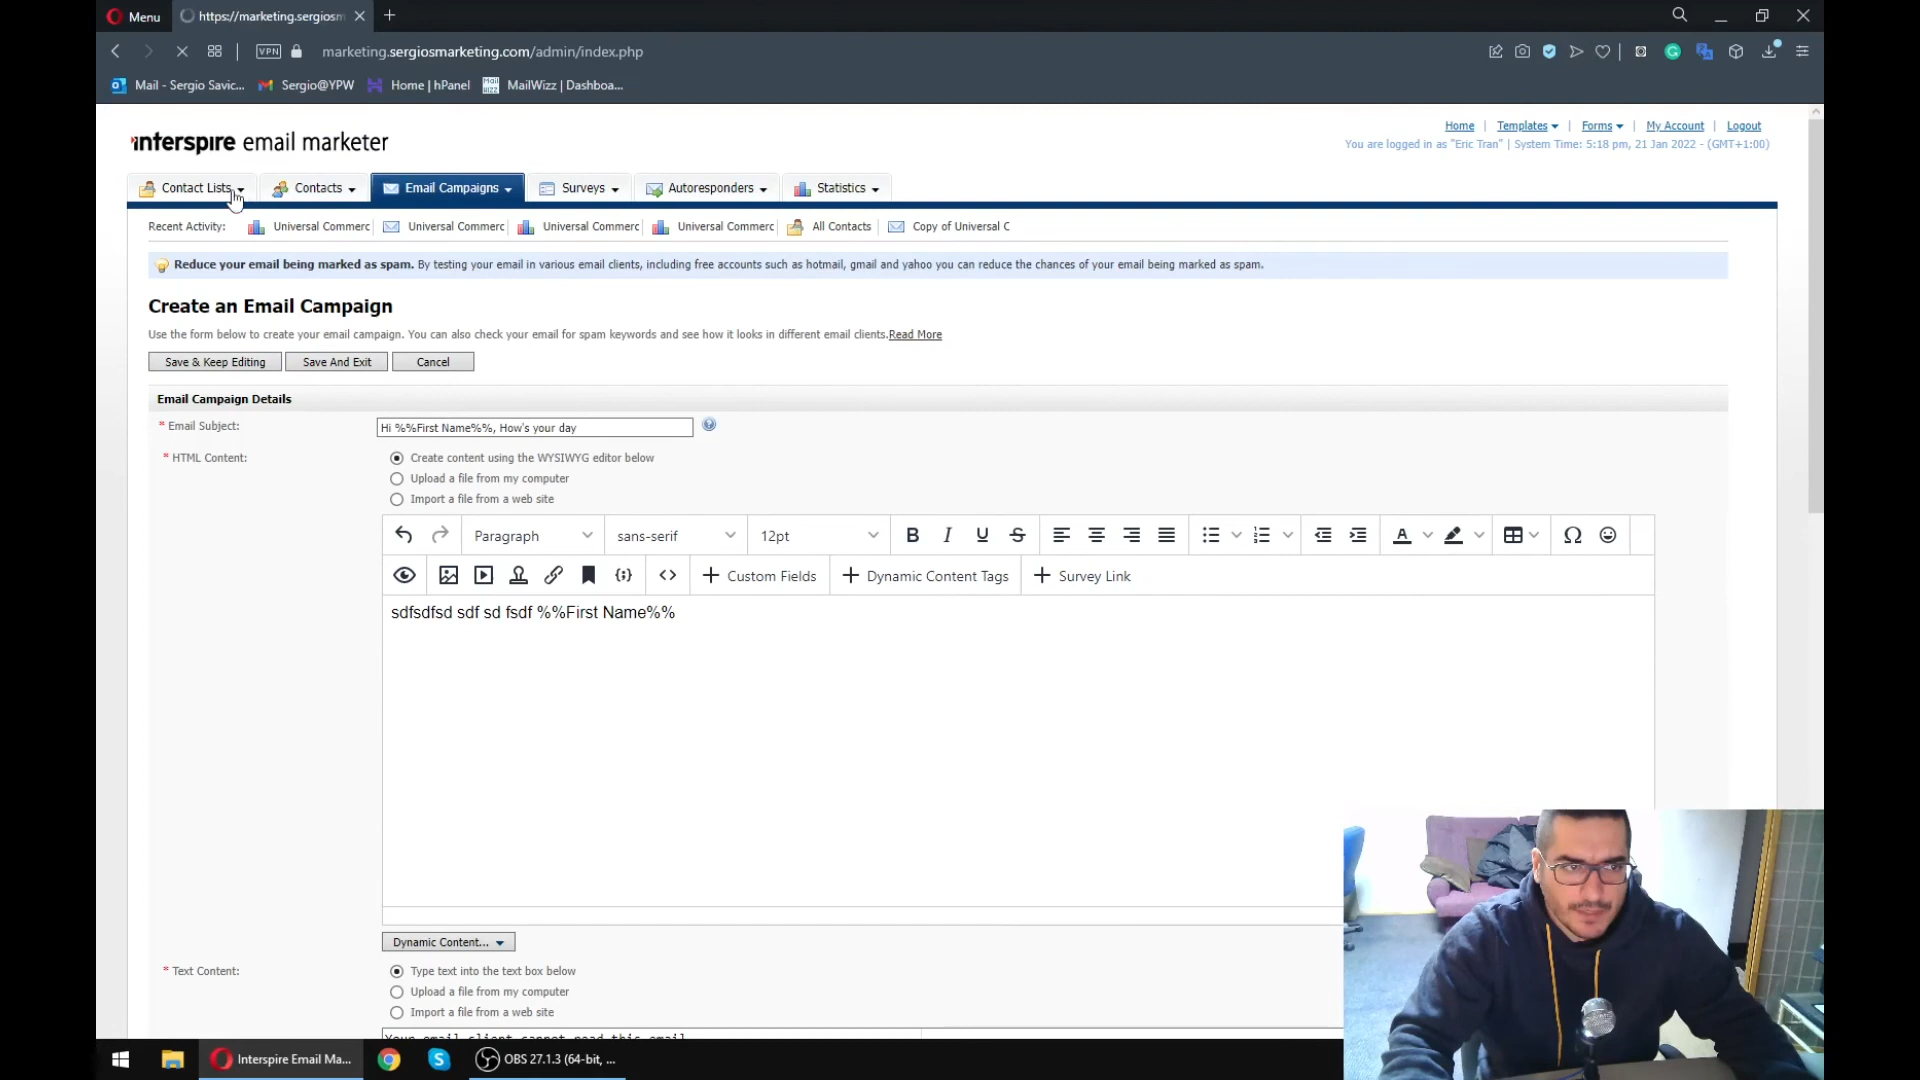 Menu
https://marketing.sergiosm
VPN
marketing.sergiosmarketing.com/admin/index.php
Mail - Sergio Savic...
Sergio@YPW
Home | hPanel
MailWizz | Dashboa...
interspire email marketer
Home | Templates | Forms | My Account | Logout
You are logged in as "Eric Tran" | System Time: 5:18 pm, 21 Jan 2022 - (GMT+1:00)
Contact Lists
Contacts
Email Campaigns
Surveys
Autoresponders
Statistics
Recent Activity:
Universal Commerc
Universal Commerc
Universal Commerc
Universal Commerc
All Contacts
Copy of Universal C
Reduce your email being marked as spam. By testing your email in various email clients, including free accounts such as hotmail, gmail and yahoo you can reduce the chances of your email being marked as spam.
Create an Email Campaign
Use the form below to create your email campaign. You can also check your email for spam keywords and see how it looks in different email clients.Read More
Save & Keep Editing
Save And Exit
Cancel
Email Campaign Details
* Email Subject:
Hi %%First Name%%, How's your day
* HTML Content:
Create content using the WYSIWYG editor below
Upload a file from my computer
Import a file from a web site
Paragraph
sans-serif
12pt
B I U S
A
Custom Fields
Dynamic Content Tags
Survey Link
sdfsdfsd sdf sd fsdf %%First Name%%
Dynamic Content...
* Text Content:
Type text into the text box below
Upload a file from my computer
Import a file from a web site
Your email client cannot read this email
Interspire Email Ma...
OBS 27.1.3 (64-bit, ...